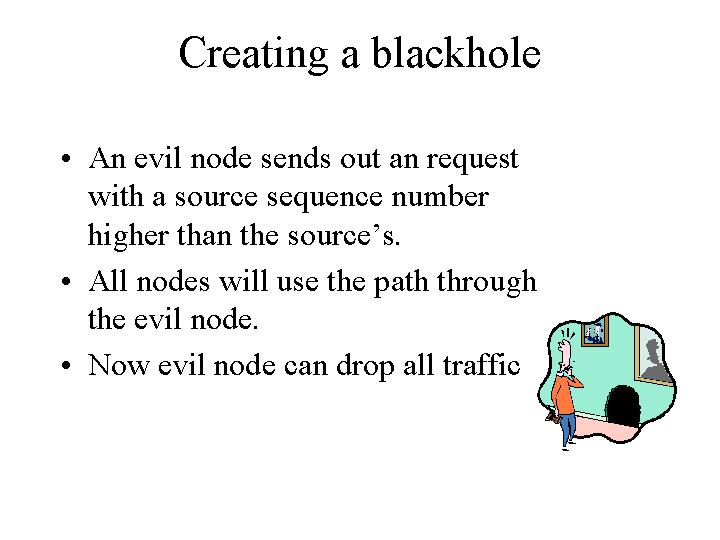 Creating a blackhole
• An evil node sends out an request
with a source sequence number
higher than the source’s.
• All nodes will use the path through
the evil node.
• Now evil node can drop all traffic